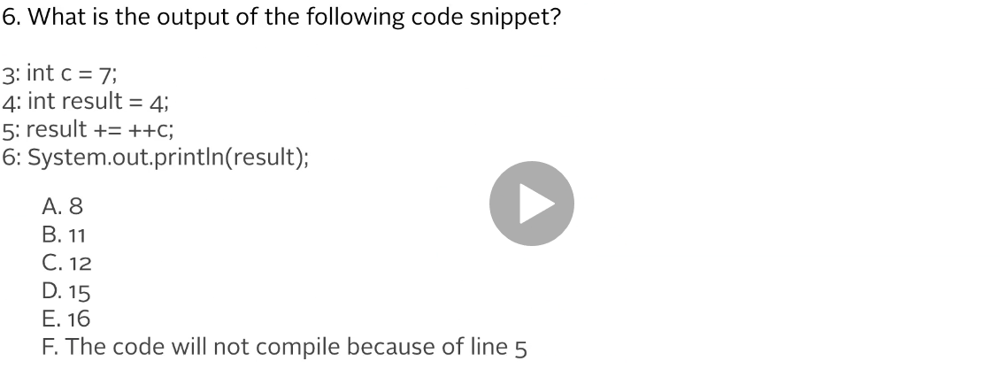 6. What is the output of the following code snippet?
3: int c = 7;
4: int result = 4;
5: result += ++c;
6: System.out.println(result);
A. 8
B. 11
C. 12
D. 15
E. 16
F. The code will not compile because of line 5